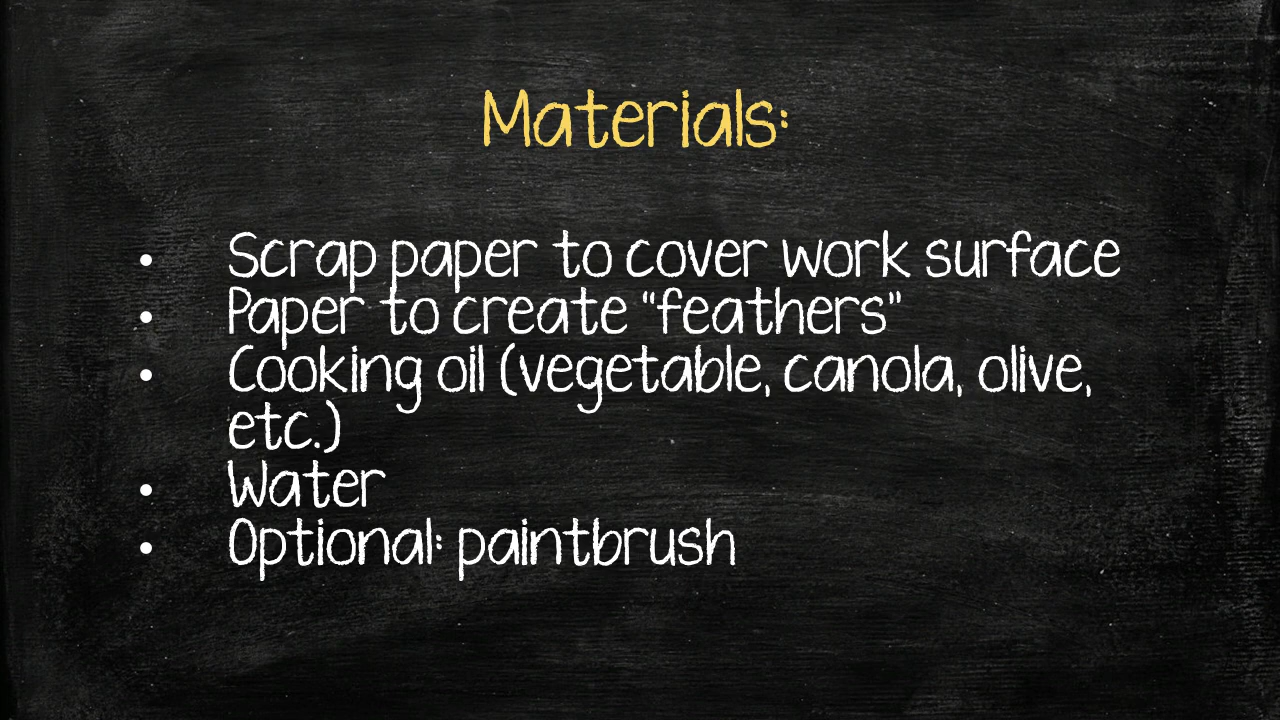 Materials:
• Scrap paper to cover work surface
• Paper to create "feathers"
• Cooking oil (vegetable, canola, olive,
etc.)
• Water
• Optional: paintbrush